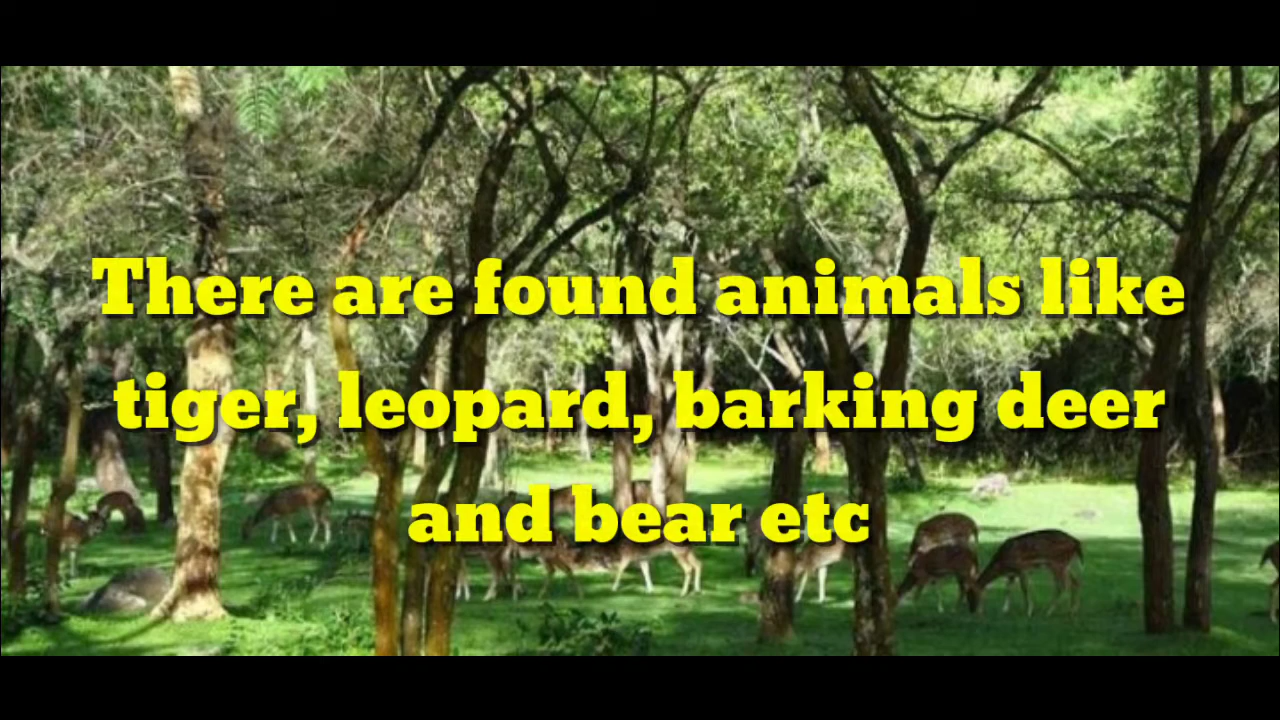 There are found animals like
tiger, leopard, barking deer
and bear etc